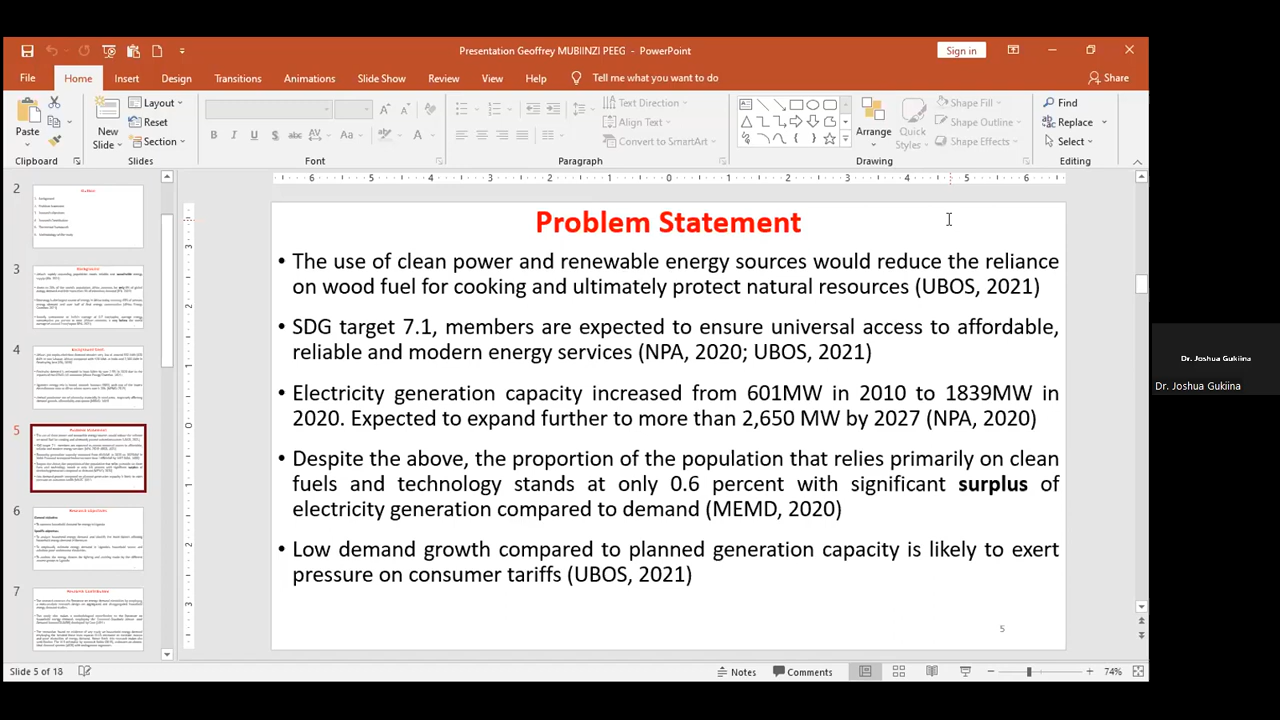 Presentation Geoffrey MUBIINZI PEEG - PowerPoint
Sign in
File Home Insert Design Transitions Animations Slide Show Review View Help Tell me what you want to do Share
Paste
New Slide
Layout
Reset
Section
Text Direction
Align Text
Convert to SmartArt
Arrange
Quick Styles
Shape Fill
Shape Outline
Shape Effects
Find
Replace
Select
Clipboard Slides Font Paragraph Drawing Editing
2
3
4
5
6
7
Problem Statement
• The use of clean power and renewable energy sources would reduce the reliance
on wood fuel for cooking and ultimately protect natural resources (UBOS, 2021)
• SDG target 7.1, members are expected to ensure universal access to affordable,
reliable and modern energy services (NPA, 2020; UBOS, 2021)
• Electricity generation capacity increased from 601MW in 2010 to 1839MW in
2020. Expected to expand further to more than 2,650 MW by 2027 (NPA, 2020)
• Despite the above, the proportion of the population that relies primarily on clean
fuels and technology stands at only 0.6 percent with significant surplus of
electricity generation compared to demand (MEMD, 2020)
• Low demand growth compared to planned generation capacity is likely to exert
pressure on consumer tariffs (UBOS, 2021)
5
Dr. Joshua Gukiina
Dr. Joshua Gukiina
Slide 5 of 18
Notes
Comments
74%